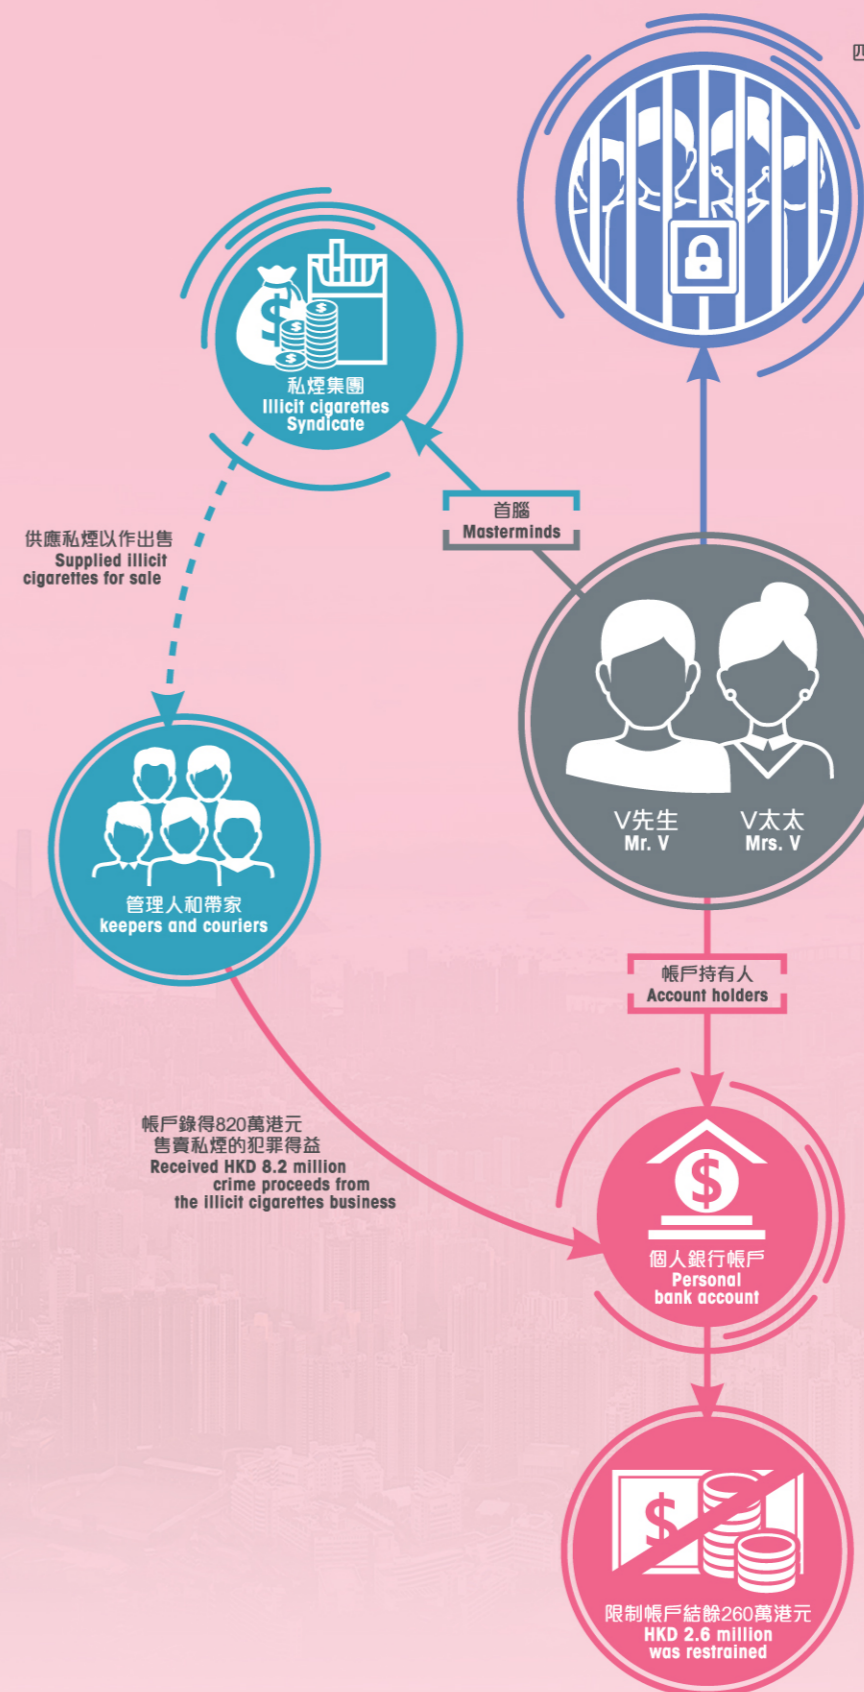 四
私煙集團
Illicit cigarettes
Syndicate
首腦
Masterminds
供應私煙以作出售
Supplied illicit
cigarettes for sale
V先生
Mr. V
V太太
Mrs. V
管理人和帶家
keepers and couriers
帳戶持有人
Account holders
帳戶錄得820萬港元
售賣私煙的犯罪得益
Received HKD 8.2 million
crime proceeds from
the illicit cigarettes business
個人銀行帳戶
Personal
bank account
限制帳戶結餘260萬港元
HKD 2.6 million
was restrained